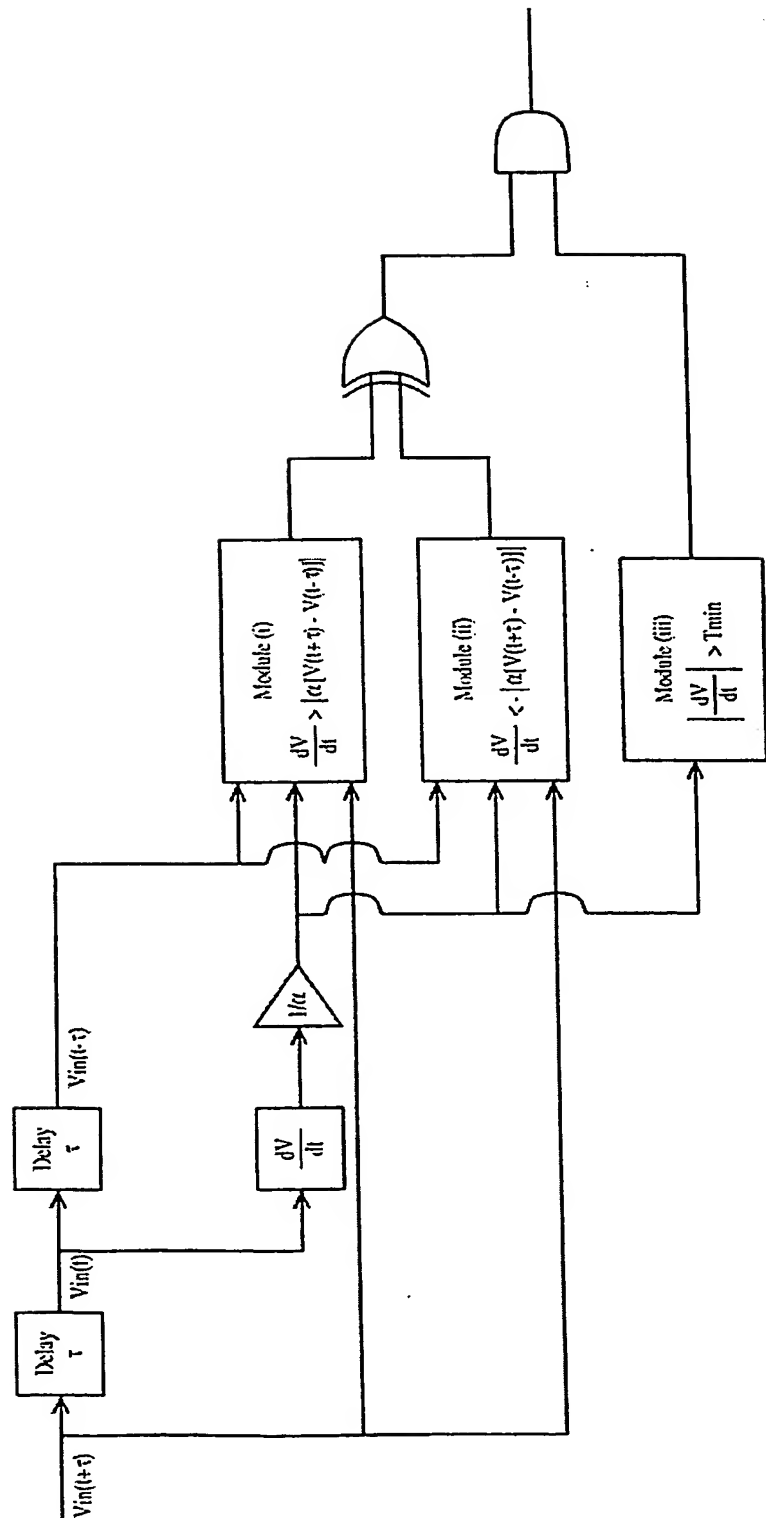 Vin(t+τ)
Delay
τ
Vin(t)
Delay
τ
Vin(t-τ)
dV
dt
1/α
Module (i)
dV
dt
> |α[V(t+τ) - V(t-τ)]|
Module (ii)
dV
dt
< - |α[V(t+τ) - V(t-τ)]|
Module (iii)
|dV
dt| > Tmin